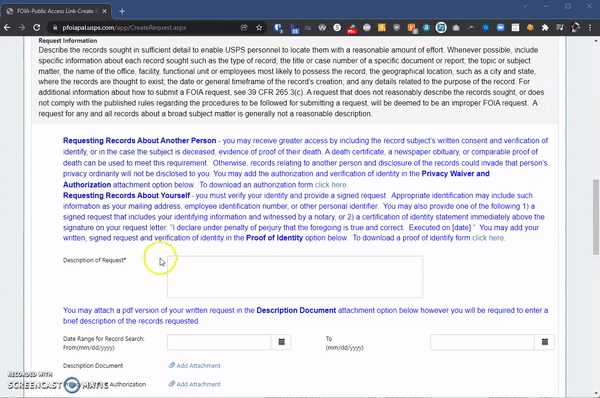 FOIA-Public Access Link-Create R
pfoiapal.usps.com/app/CreateRequest.aspx
Request Information
Describe the records sought in sufficient detail to enable USPS personnel to locate them with a reasonable amount of effort. Whenever possible, include
specific information about each record sought such as the type of record; the title or case number of a specific document or report; the topic or subject
matter, the name of the office, facility, functional unit or employees most likely to possess the record, the geographical location, such as a city and state,
where the records are thought to exist; the date or general timeframe of the record's creation; and any details related to the purpose of the record. For
additional information about how to submit a FOIA request, see 39 CFR 265.3(c). A request that does not reasonably describe the records sought, or does
not comply with the published rules regarding the procedures to be followed for submitting a request, will be deemed to be an improper FOIA request. A
request for any and all records about a broad subject matter is generally not a reasonable description.
Requesting Records About Another Person - you may receive greater access by including the record subject's written consent and verification of
identity, or in the case the subject is deceased, evidence of proof of their death. A death certificate, a newspaper obituary, or comparable proof of
death can be used to meet this requirement. Otherwise, records relating to another person and disclosure of the records could invade that person's
privacy ordinarily will not be disclosed to you. You may add the authorization and verification of identity in the Privacy Waiver and
Authorization attachment option below. To download an authorization form click here.
Requesting Records About Yourself - you must verify your identity and provide a signed request. Appropriate identification may include such
information as your mailing address, employee identification number, or other personal identifier. You may also provide one of the following 1) a
signed request that includes your identifying information and witnessed by a notary, or 2) a certification of identity statement immediately above the
signature on your request letter: "I declare under penalty of perjury that the foregoing is true and correct. Executed on [date]." You may add your
written, signed request and verification of identity in the Proof of Identity option below. To download a proof of identify form click here.
Description of Request*
You may attach a pdf version of your written request in the Description Document attachment option below however you will be required to enter a
brief description of the records requested.
Date Range for Record Search:
From(mm/dd/yyyy)
To
(mm/dd/yyyy)
Description Document
Add Attachment
Authorization
Add Attachment
RECORDED WITH
SCREENCAST MATIC